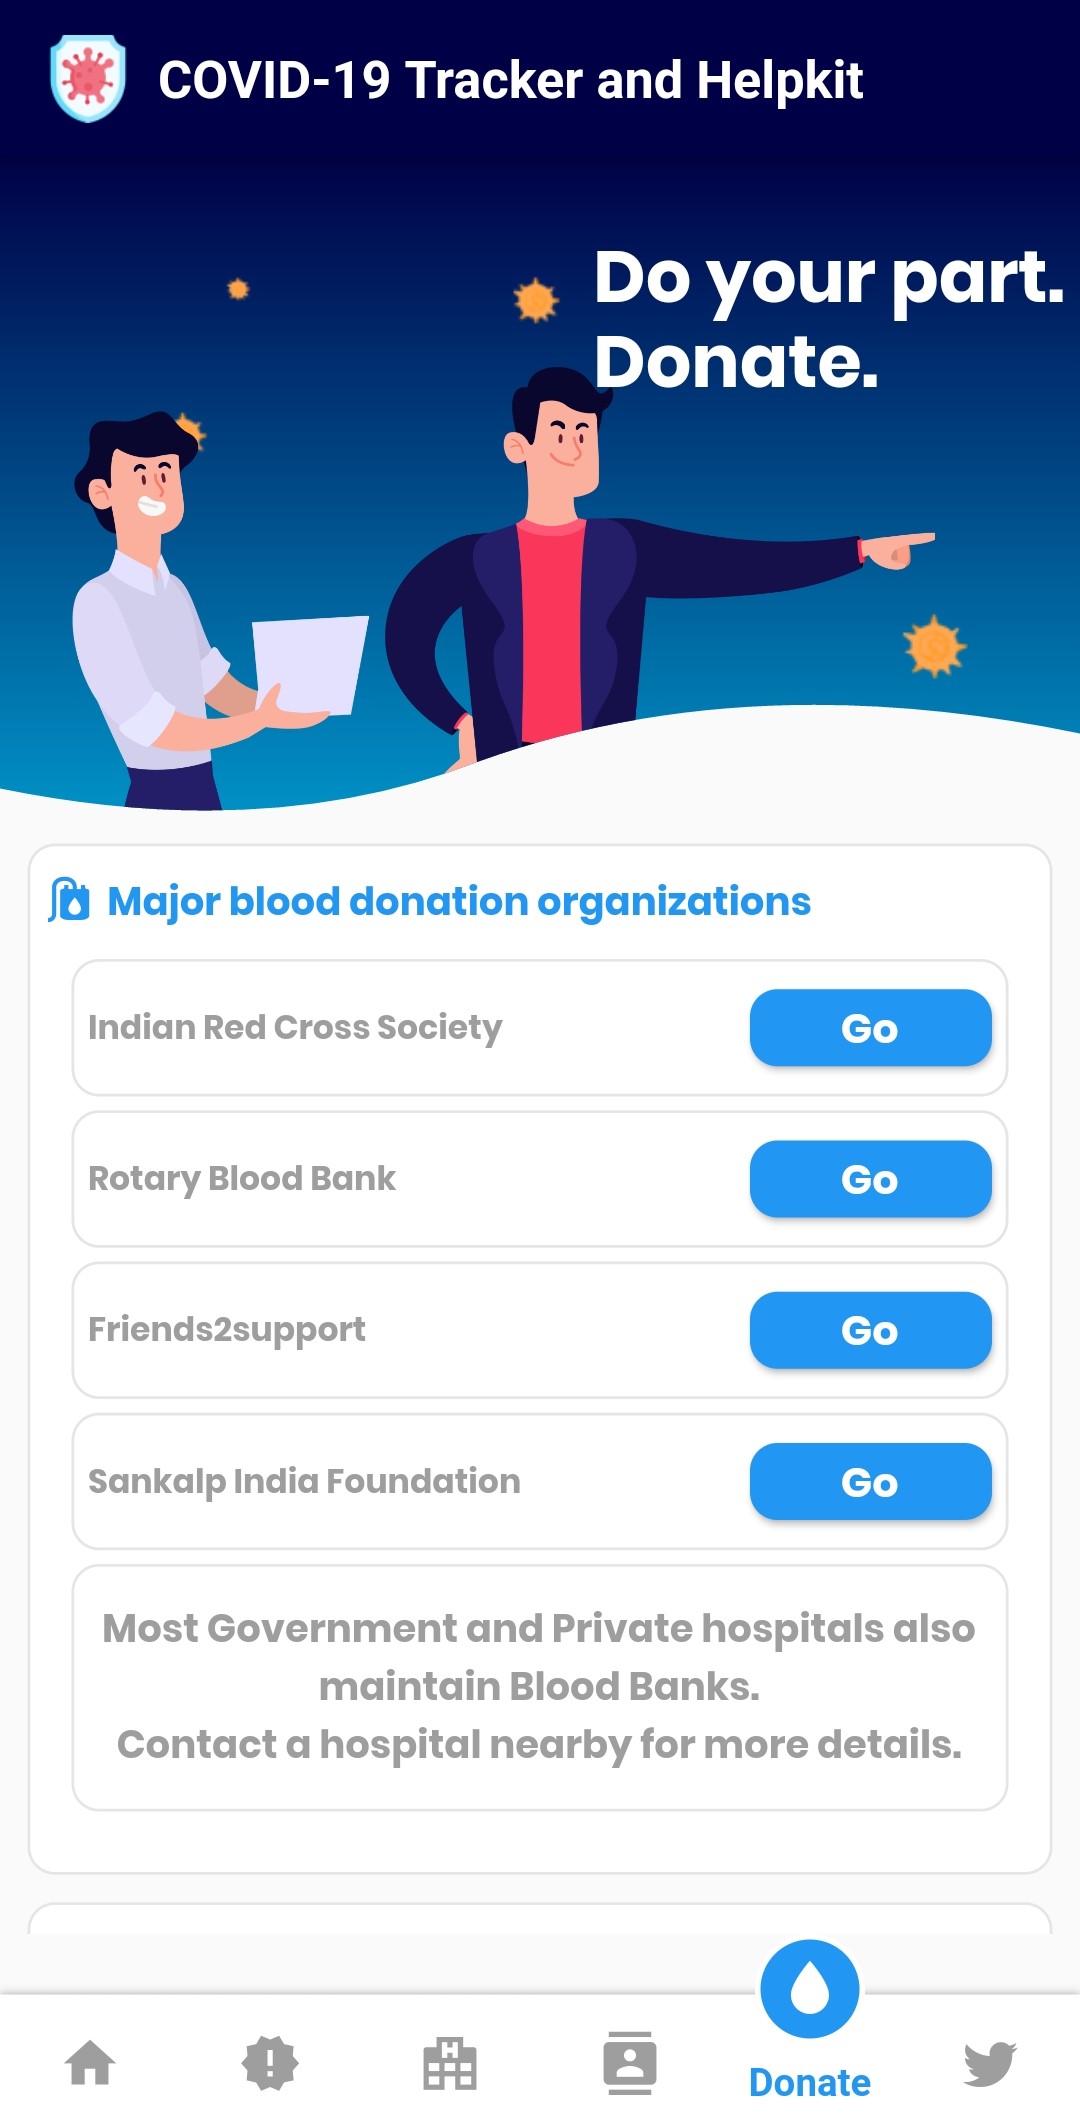 COVID-19 Tracker and Helpkit
Do your part.
Donate.
Major blood donation organizations
Indian Red Cross Society
Go
Rotary Blood Bank
Go
Friends2support
Go
Sankalp India Foundation
Go
Most Government and Private hospitals also
maintain Blood Banks.
Contact a hospital nearby for more details.
Donate